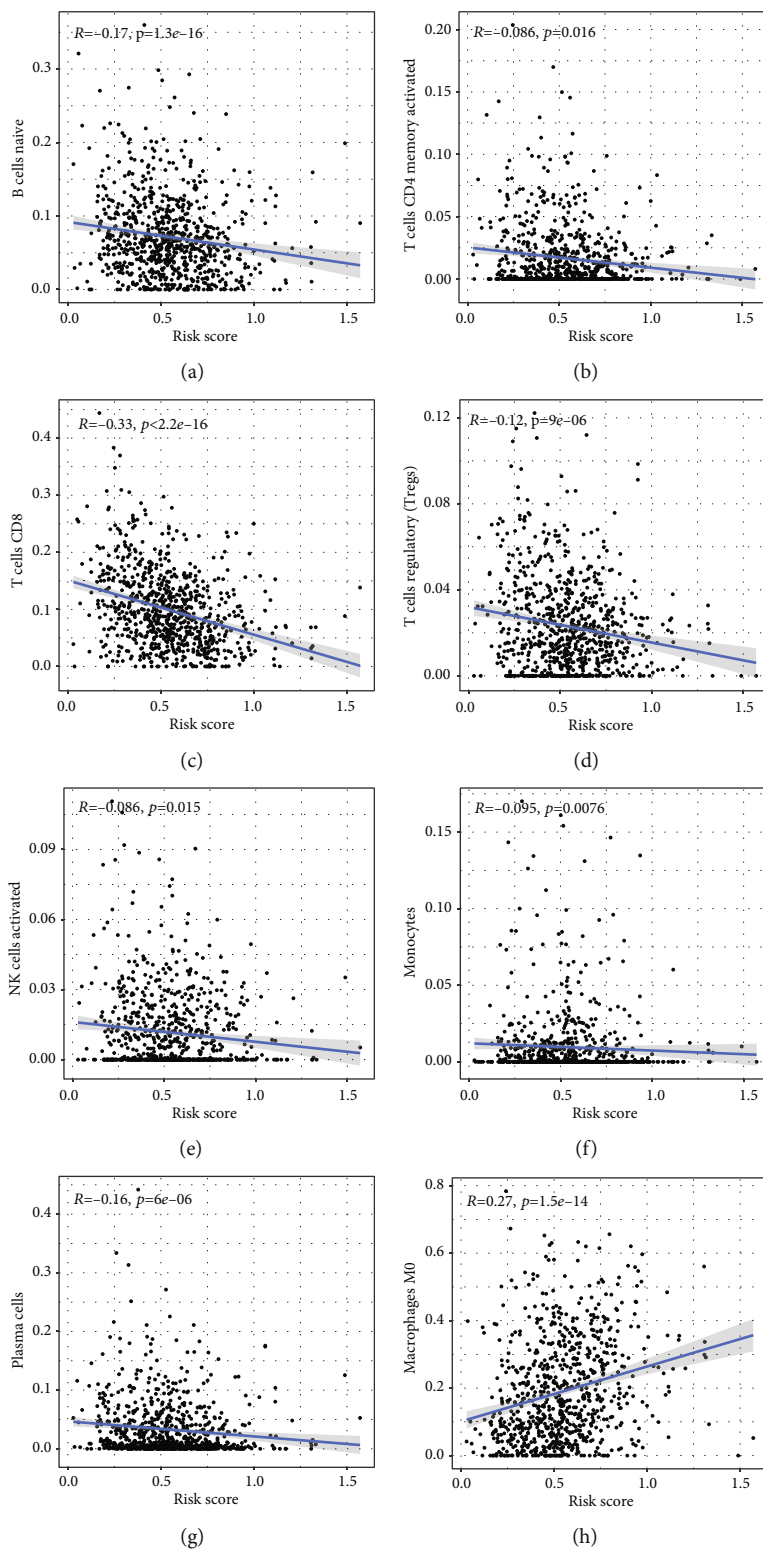 R=–0.17, p=1.3e–16
B cells naive
0.3
0.2
0.1
0.0
0.0 0.5 1.0 1.5
Risk score
(a)
R=–0.086, p=0.016
T cells CD4 memory activated
0.20
0.15
0.10
0.05
0.00
0.0 0.5 1.0 1.5
Risk score
(b)
R=–0.33, p<2.2e–16
T cells CD8
0.4
0.3
0.2
0.1
0.0
0.0 0.5 1.0 1.5
Risk score
(c)
R=–0.12, p=9e–06
T cells regulatory (Tregs)
0.12
0.08
0.04
0.00
0.0 0.5 1.0 1.5
Risk score
(d)
R=–0.086, p=0.015
NK cells activated
0.09
0.06
0.03
0.00
0.0 0.5 1.0 1.5
Risk score
(e)
R=–0.095, p=0.0076
Monocytes
0.15
0.10
0.05
0.00
0.0 0.5 1.0 1.5
Risk score
(f)
R=–0.16, p=6e–06
Plasma cells
0.4
0.3
0.2
0.1
0.0
0.0 0.5 1.0 1.5
Risk score
(g)
R=0.27, p=1.5e–14
Macrophages M0
0.8
0.6
0.4
0.2
0.0
0.0 0.5 1.0 1.5
Risk score
(h)